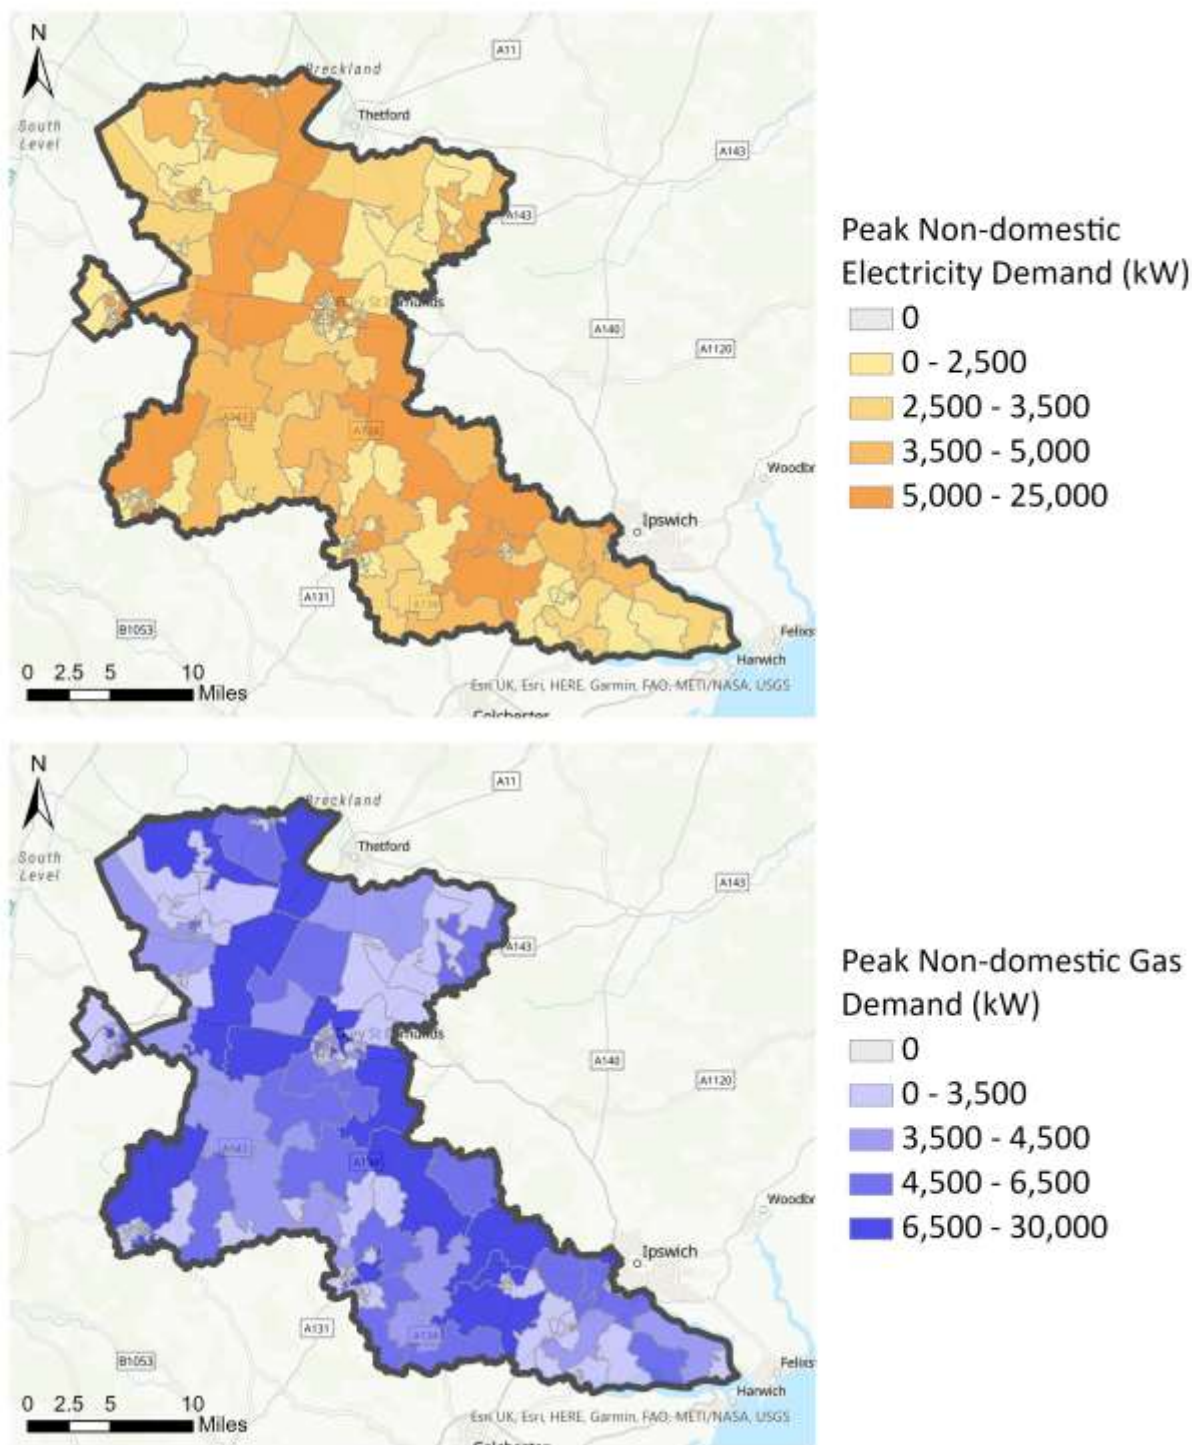 N
Breckland
A11
South
Level
Thetford
A143
A143
A140
A1120
Woodbr
Ipswich
A131
B1053
Felixs
Harwich
0 2.5 5 10
Miles
Esri UK, Esri, HERE, Garmin, FAO, METI/NASA, USGS
Colchester
Peak Non-domestic
Electricity Demand (kW)
0
0 - 2,500
2,500 - 3,500
3,500 - 5,000
5,000 - 25,000
N
Breckland
A11
South
Level
Thetford
A143
A143
A140
A1120
Woodbr
Ipswich
A131
B1053
Felixs
Harwich
0 2.5 5 10
Miles
Esri UK, Esri, HERE, Garmin, FAO, METI/NASA, USGS
Peak Non-domestic Gas
Demand (kW)
0
0 - 3,500
3,500 - 4,500
4,500 - 6,500
6,500 - 30,000